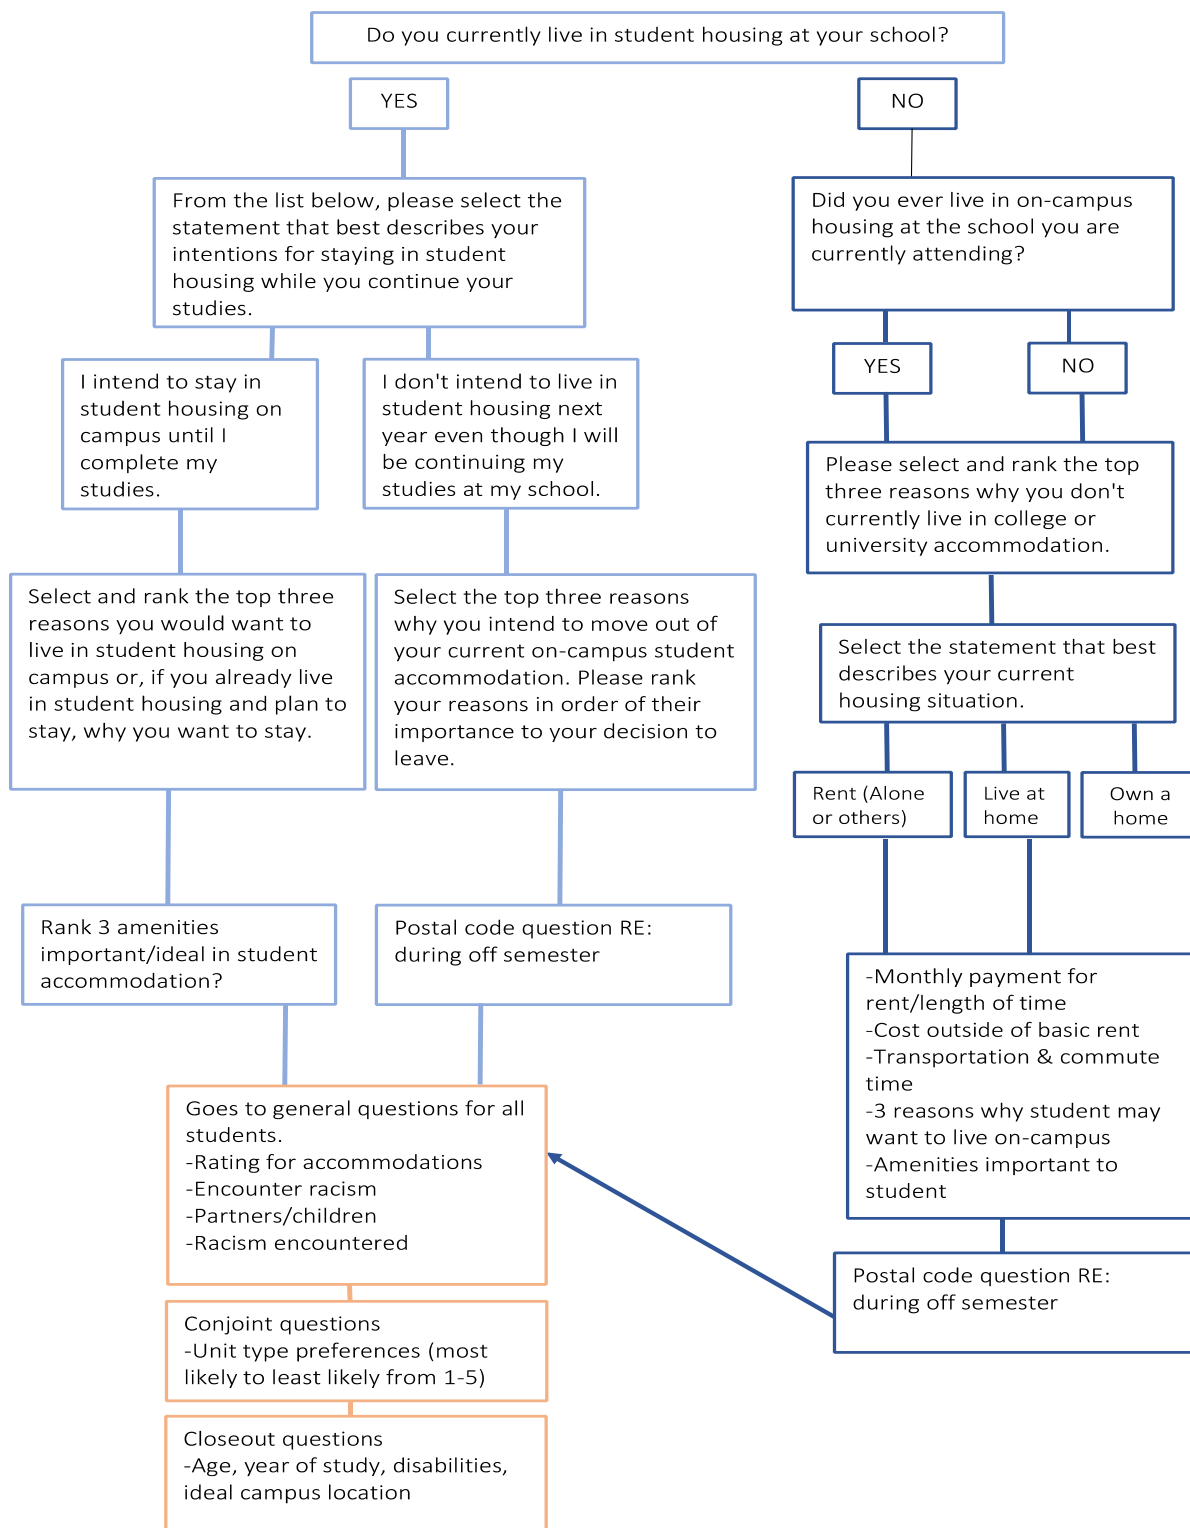 Do you currently live in student housing at your school?
YES
NO
From the list below, please select the
statement that best describes your
intentions for staying in student
housing while you continue your
studies.
Did you ever live in on-campus
housing at the school you are
currently attending?
YES
NO
I intend to stay in
student housing on
campus until I
complete my
studies.
I don't intend to live in
student housing next
year even though I will
be continuing my
studies at my school.
Please select and rank the top
three reasons why you don't
currently live in college or
university accommodation.
Select and rank the top three
reasons you would want to
live in student housing on
campus or, if you already live
in student housing and plan to
stay, why you want to stay.
Select the top three reasons
why you intend to move out of
your current on-campus student
accommodation. Please rank
your reasons in order of their
importance to your decision to
leave.
Select the statement that best
describes your current
housing situation.
Rent (Alone
or others)
Live at
home
Own a
home
Rank 3 amenities
important/ideal in student
accommodation?
Postal code question RE:
during off semester
-Monthly payment for
rent/length of time
-Cost outside of basic rent
-Transportation & commute
time
-3 reasons why student may
want to live on-campus
-Amenities important to
student
Goes to general questions for all
students.
-Rating for accommodations
-Encounter racism
-Partners/children
-Racism encountered
Postal code question RE:
during off semester
Conjoint questions
-Unit type preferences (most
likely to least likely from 1-5)
Closeout questions
-Age, year of study, disabilities,
ideal campus location